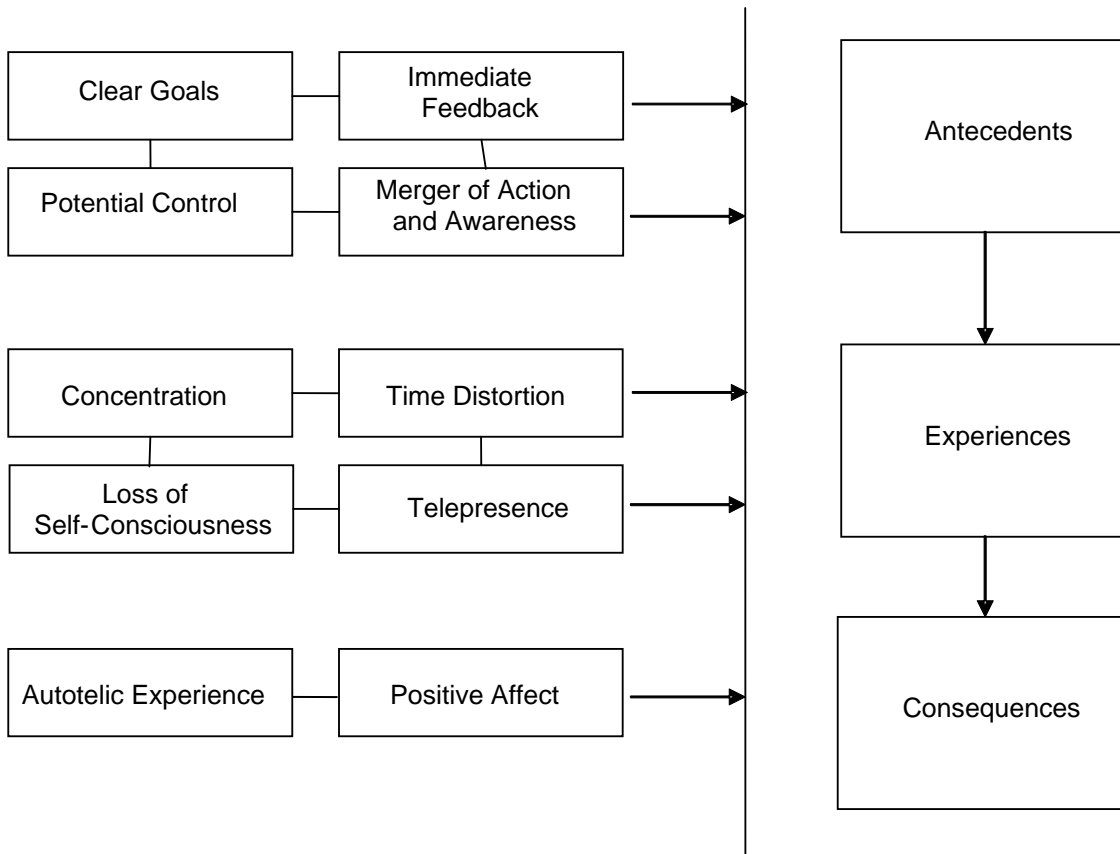 Clear Goals
Immediate
Feedback
Antecedents
Potential Control
Merger of Action
and Awareness
Concentration
Time Distortion
Experiences
Loss of
Self-Consciousness
Telepresence
Autotelic Experience
Positive Affect
Consequences